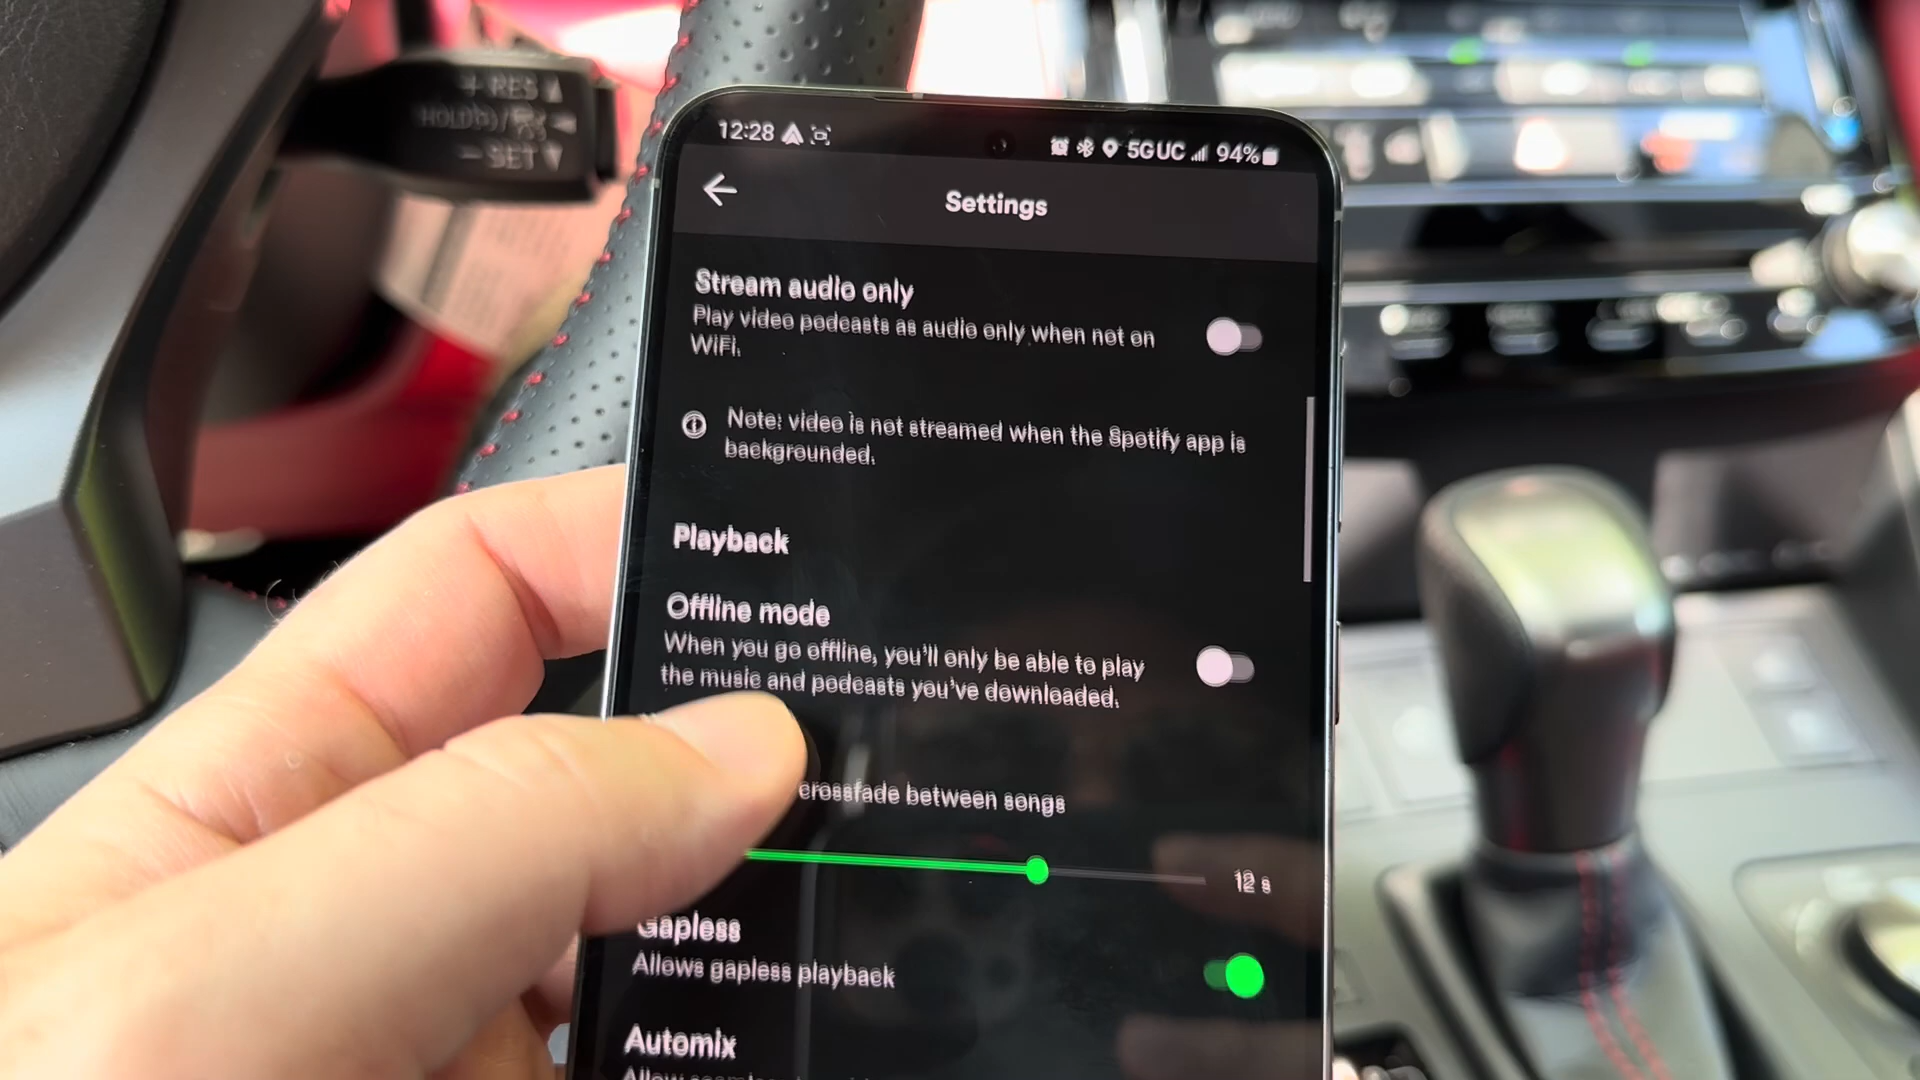 + RES ▲
HOLD
- SET ▼
12:28
5G UC 94%
Settings
Stream audio only
Play video podcasts as audio only when not on
WiFi.
Note: video is not streamed when the Spotify app is
backgrounded.
Playback
Offline mode
When you go offline, you'll only be able to play
the music and podcasts you've downloaded.
crossfade between songs
12 s
Gapless
Allows gapless playback
Automix